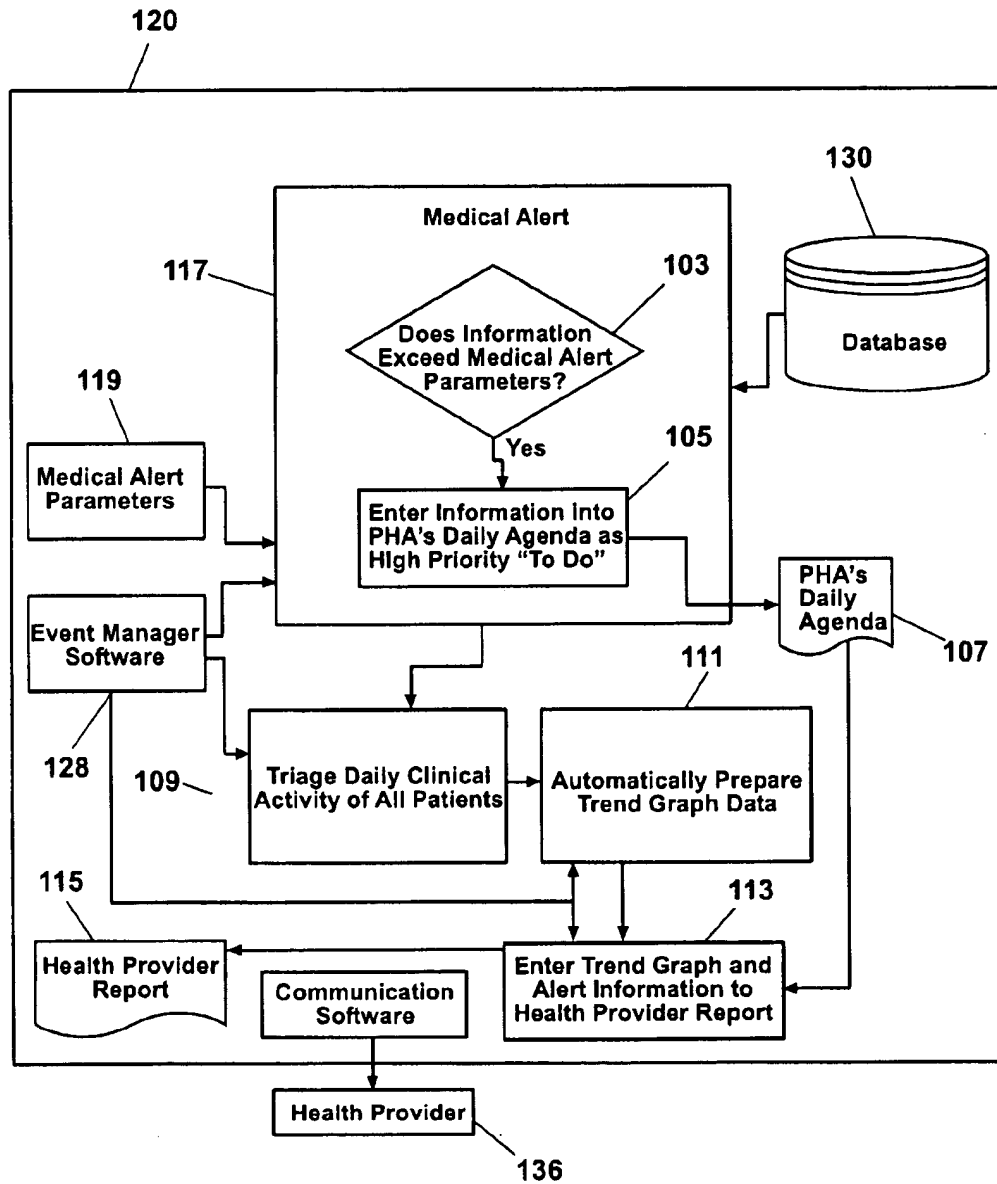 120
130
Medical Alert
117
103
Does Information
Exceed Medical Alert
Parameters?
Database
119
Yes
105
Medical Alert
Parameters
Enter Information into
PHA's Daily Agenda as
High Priority "To Do"
PHA's
Daily
Agenda
107
Event Manager
Software
111
128
109
Triage Daily Clinical
Activity of All Patients
Automatically Prepare
Trend Graph Data
115
113
Health Provider
Report
Communication
Software
Enter Trend Graph and
Alert Information to
Health Provider Report
Health Provider
136